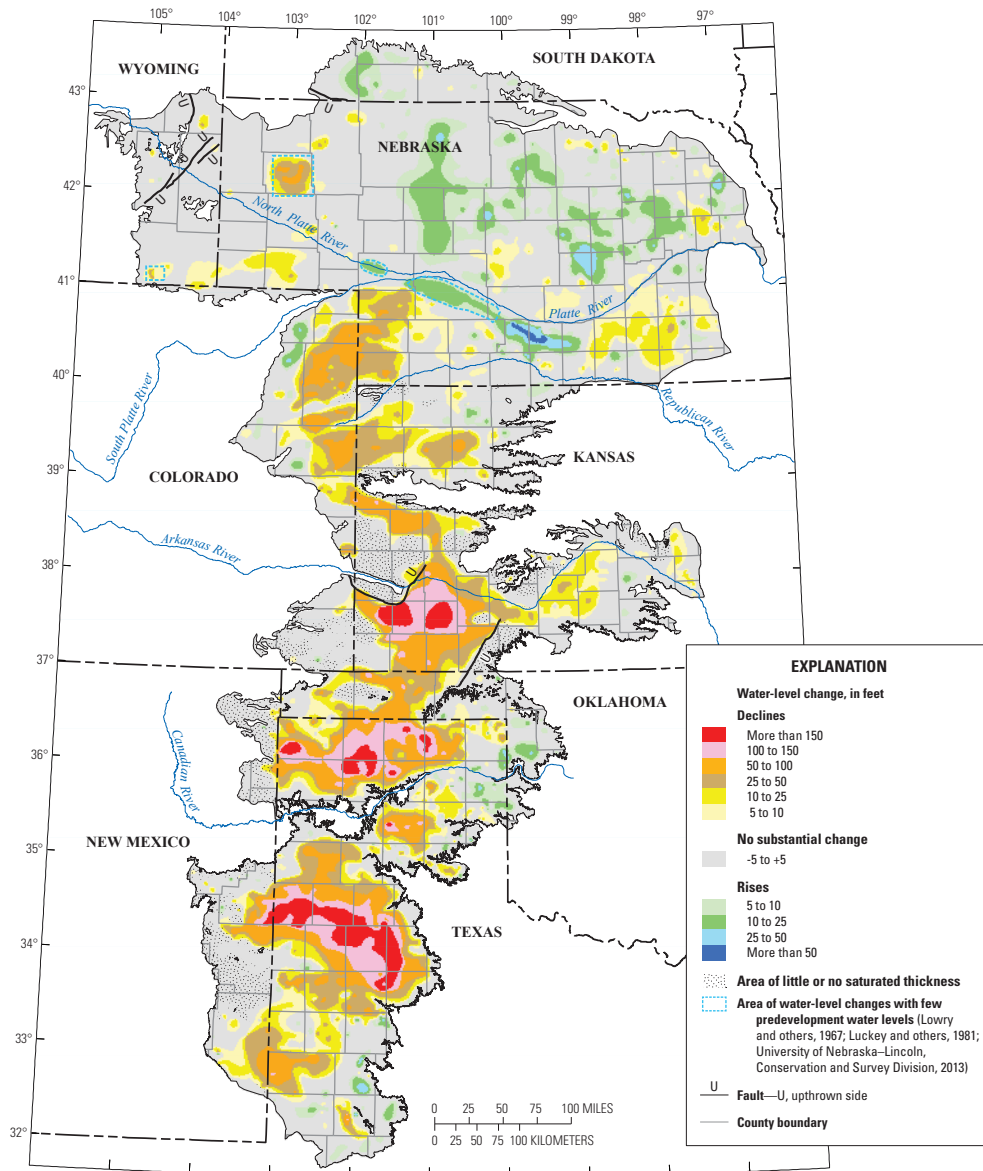 105° 104° 103° 102° 101° 100° 99° 98° 97°
WYOMING
SOUTH DAKOTA
43°
U
NEBRASKA
U
U
U
42°
North Platte River
41°
Platte River
40°
South Platte River
Republican River
39°
COLORADO
KANSAS
Arkansas River
38°
U
37°
U
OKLAHOMA
36°
Canadian River
35°
NEW MEXICO
TEXAS
34°
33°
32°
0 25 50 75 100 MILES
0 25 50 75 100 KILOMETERS
EXPLANATION
Water-level change, in feet
Declines
More than 150
100 to 150
50 to 100
25 to 50
10 to 25
5 to 10
No substantial change
-5 to +5
Rises
5 to 10
10 to 25
25 to 50
More than 50
Area of little or no saturated thickness
Area of water-level changes with few
predevelopment water levels (Lowry
and others, 1967; Luckey and others, 1981;
University of Nebraska–Lincoln,
Conservation and Survey Division, 2013)
U
Fault—U, upthrown side
County boundary